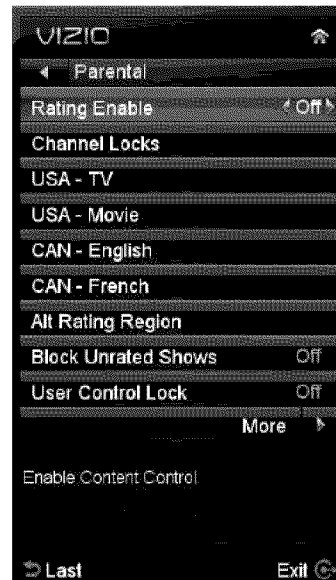 VIZIO
Parental
Rating Enable Off
Channel Locks
USA - TV
USA - Movie
CAN - English
CAN - French
Alt Rating Region
Block Unrated Shows Off
User Control Lock Off
More
Enable Content Control
Last Exit